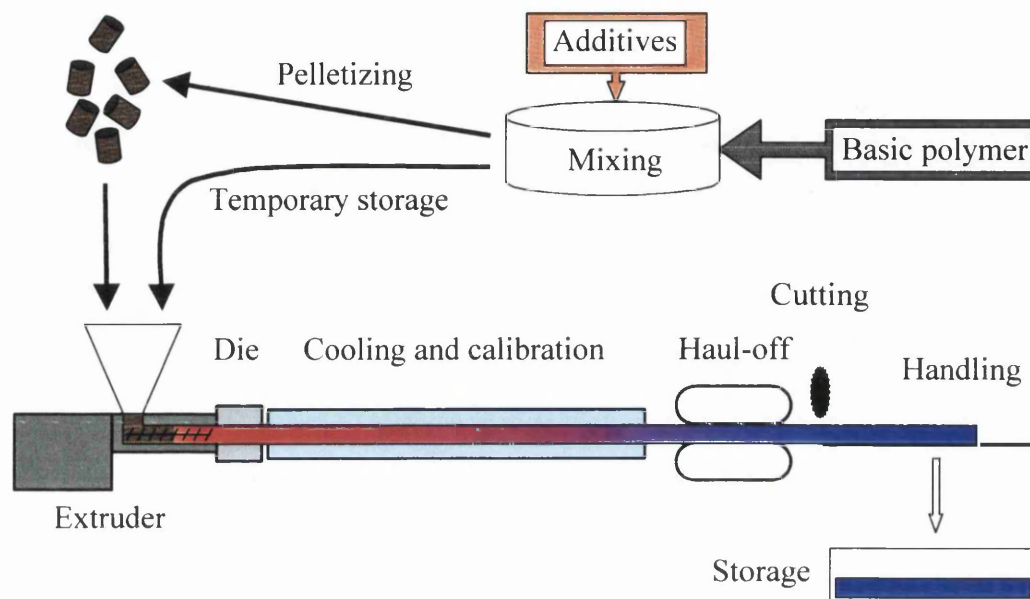 Additives
Pelletizing
Mixing
Basic polymer
Temporary storage
Cutting
Die
Cooling and calibration
Haul-off
Handling
Extruder
Storage